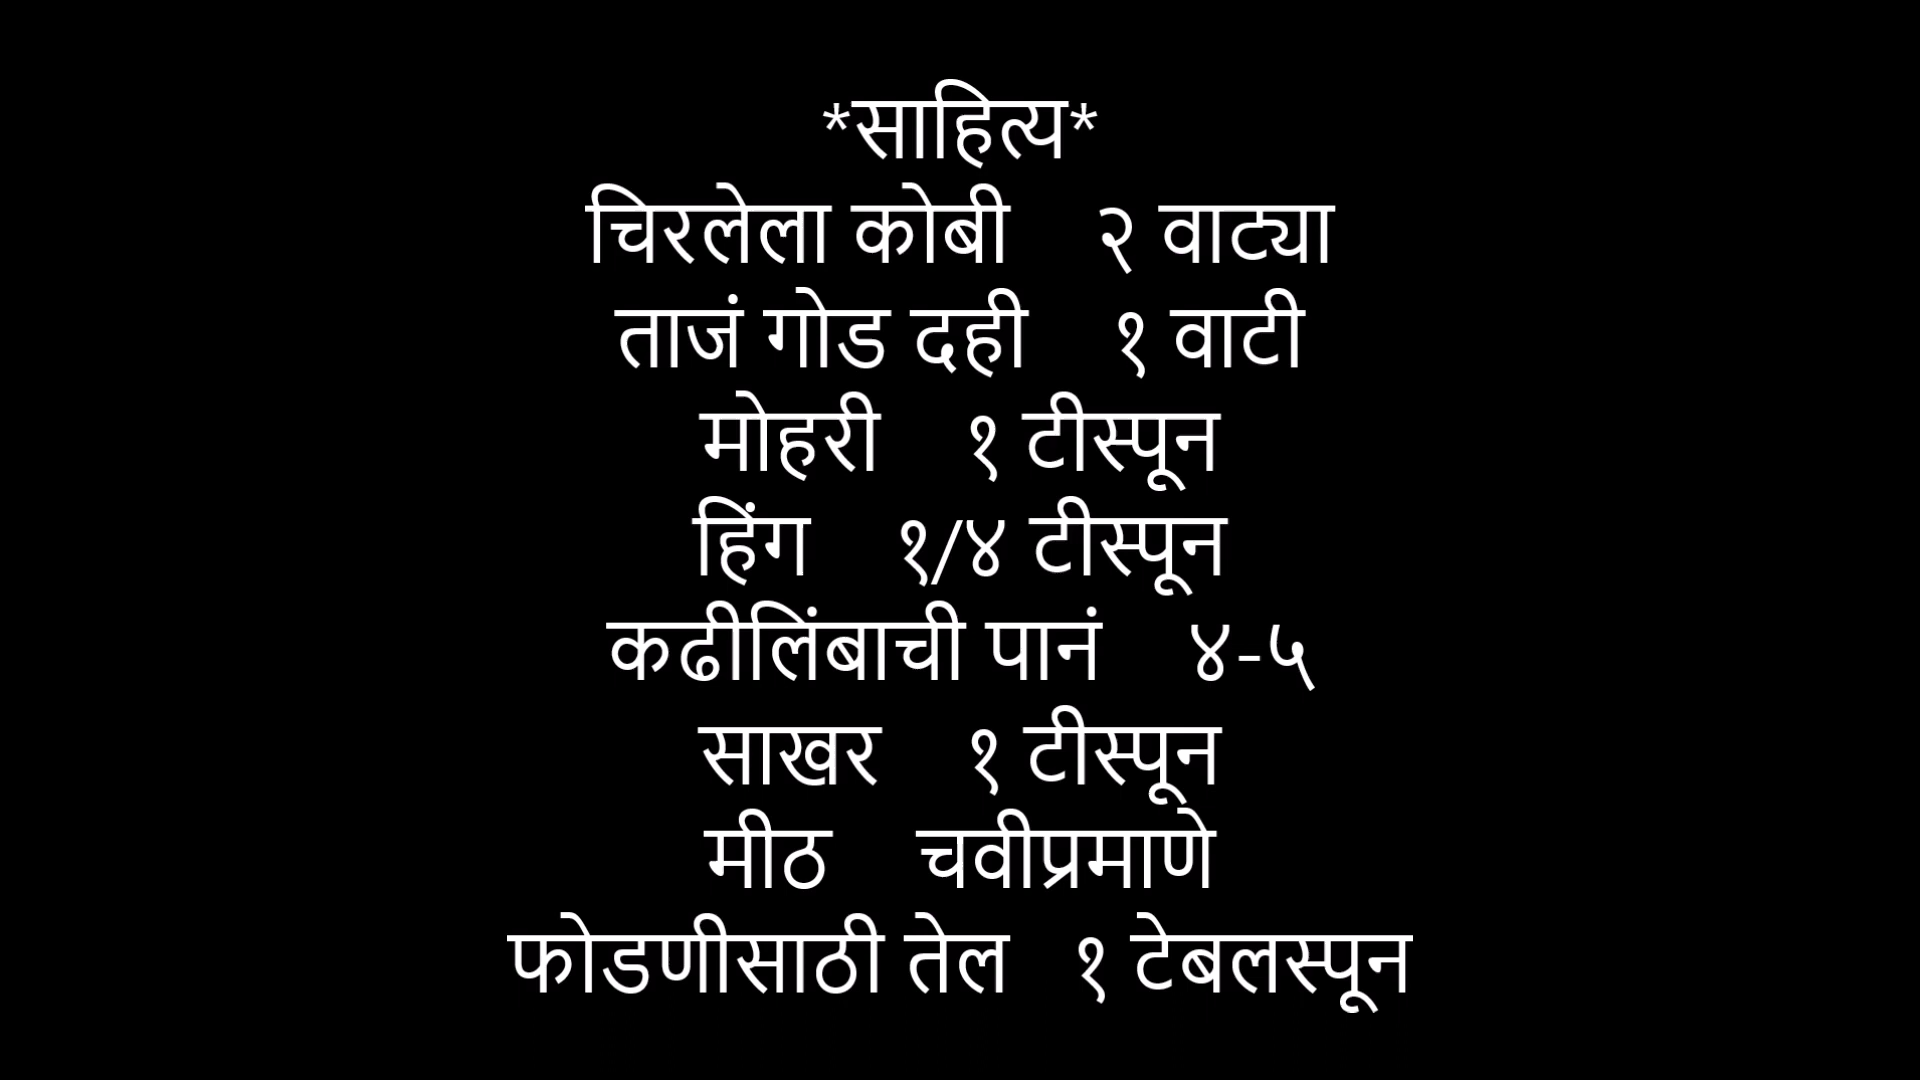 *साहित्य*
चिरलेला कोबी    २ वाट्या
ताजं गोड दही    १ वाटी
मोहरी    १ टीस्पून
हिंग    १/४ टीस्पून
कढीलिंबाची पानं    ४-५
साखर    १ टीस्पून
मीठ    चवीप्रमाणे
फोडणीसाठी तेल   १ टेबलस्पून